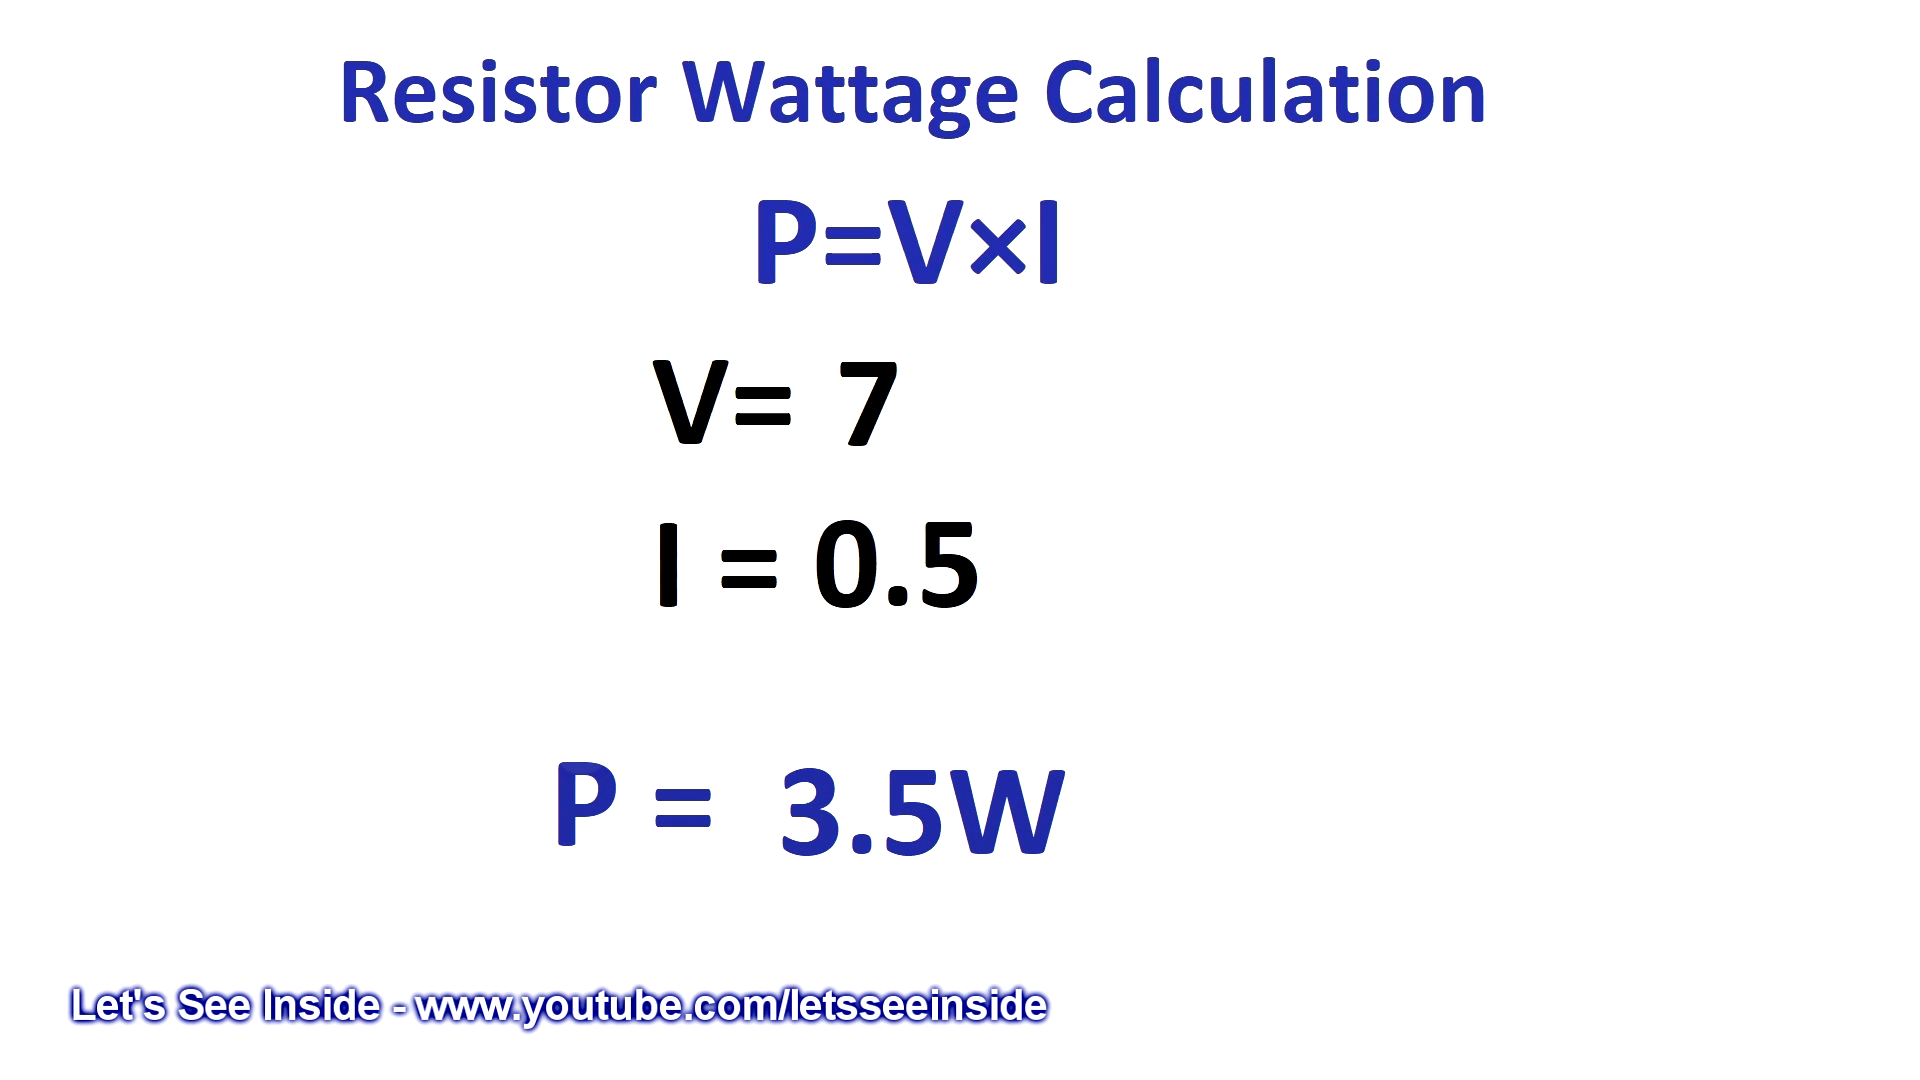 Resistor Wattage Calculation
P=V×I
V= 7
I = 0.5
P = 3.5W
Let's See Inside - www.youtube.com/letsseeinside